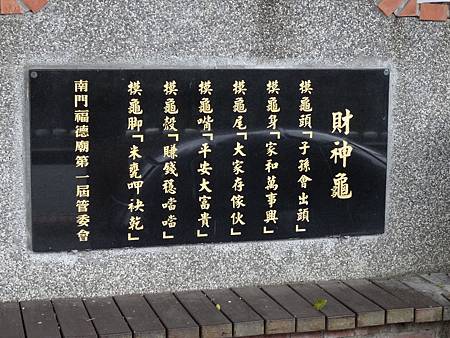 財神龜
摸龜頭「子孫會出頭」
摸龜身「家和萬事興」
摸龜尾「大家存傢伙」
摸龜嘴「平安大富貴」
摸龜殼「賺錢穩噹噹」
摸龜腳「米甕呷袂乾」
南門福德廟第一屆管委會